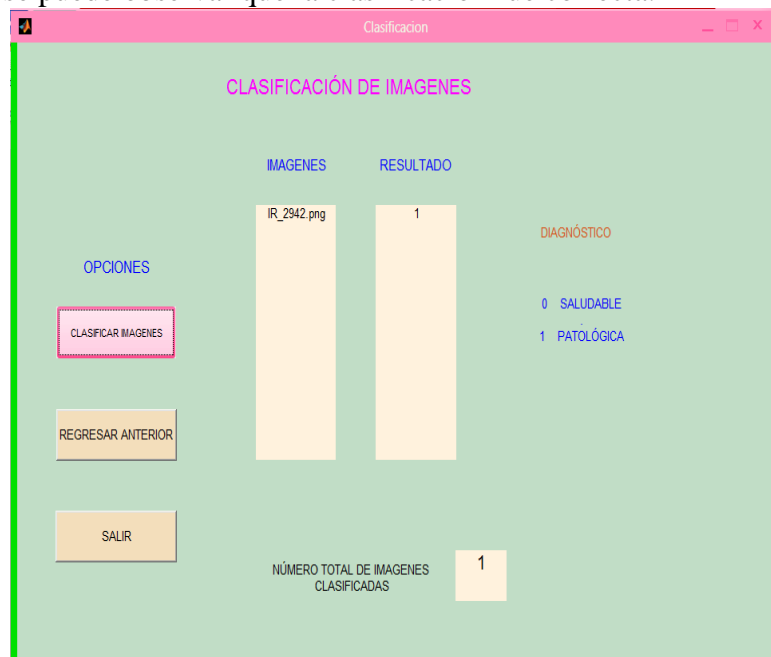 Clasificacion
CLASIFICACIÓN DE IMAGENES
IMAGENES RESULTADO
IR_2942.png 1
DIAGNÓSTICO
OPCIONES
0 SALUDABLE
CLASIFICAR IMAGENES
1 PATOLÓGICA
REGRESAR ANTERIOR
SALIR
NÚMERO TOTAL DE IMAGENES 1
CLASIFICADAS